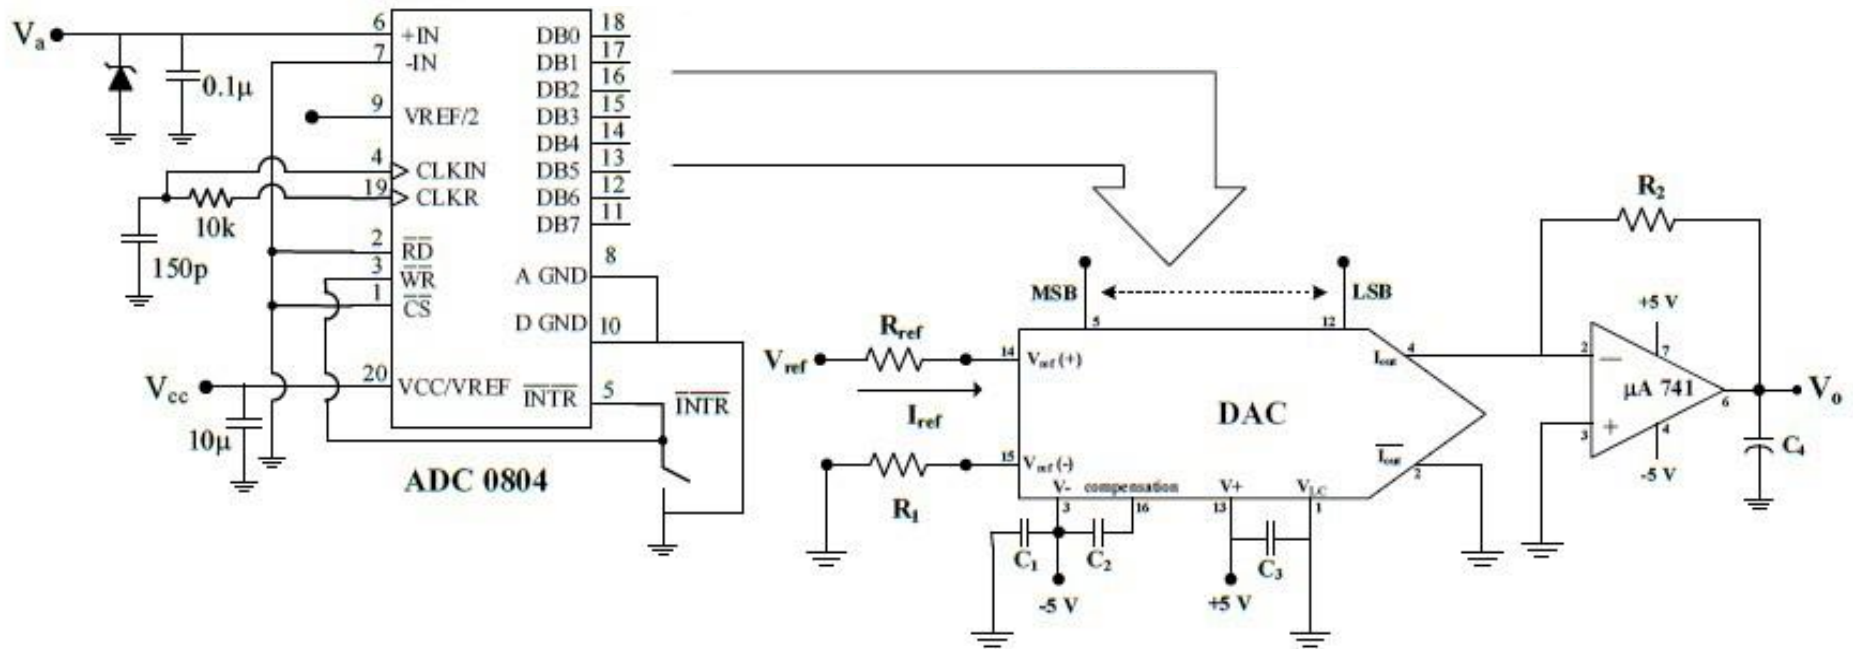 Va
0.1μ
10k
150p
Vcc
10μ
6
7
9
4
19
2
3
1
20
+IN
-IN
VREF/2
CLKIN
CLKR
RD
WR
CS
VCC/VREF
DB0
DB1
DB2
DB3
DB4
DB5
DB6
DB7
A GND
D GND
INTR
18
17
16
15
14
13
12
11
8
10
5
INTR
ADC 0804
MSB
LSB
5
12
Vref
Rref
Iref
R1
14
Vref (+)
15
Vref (-)
DAC
Iout
4
Iout
2
V-
compensation
V+
VLC
3
16
13
1
C1
C2
C3
-5 V
+5 V
R2
+5 V
2
7
μA 741
6
Vo
3
+
4
-5 V
C4